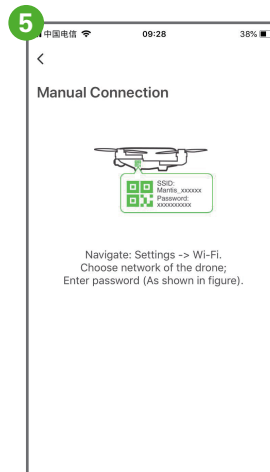 5
中国电信 09:28 38%
Manual Connection
SSID:
Mantis_xxxxxx
Password:
xxxxxxxxxx
Navigate: Settings -> Wi-Fi.
Choose network of the drone;
Enter password (As shown in figure).